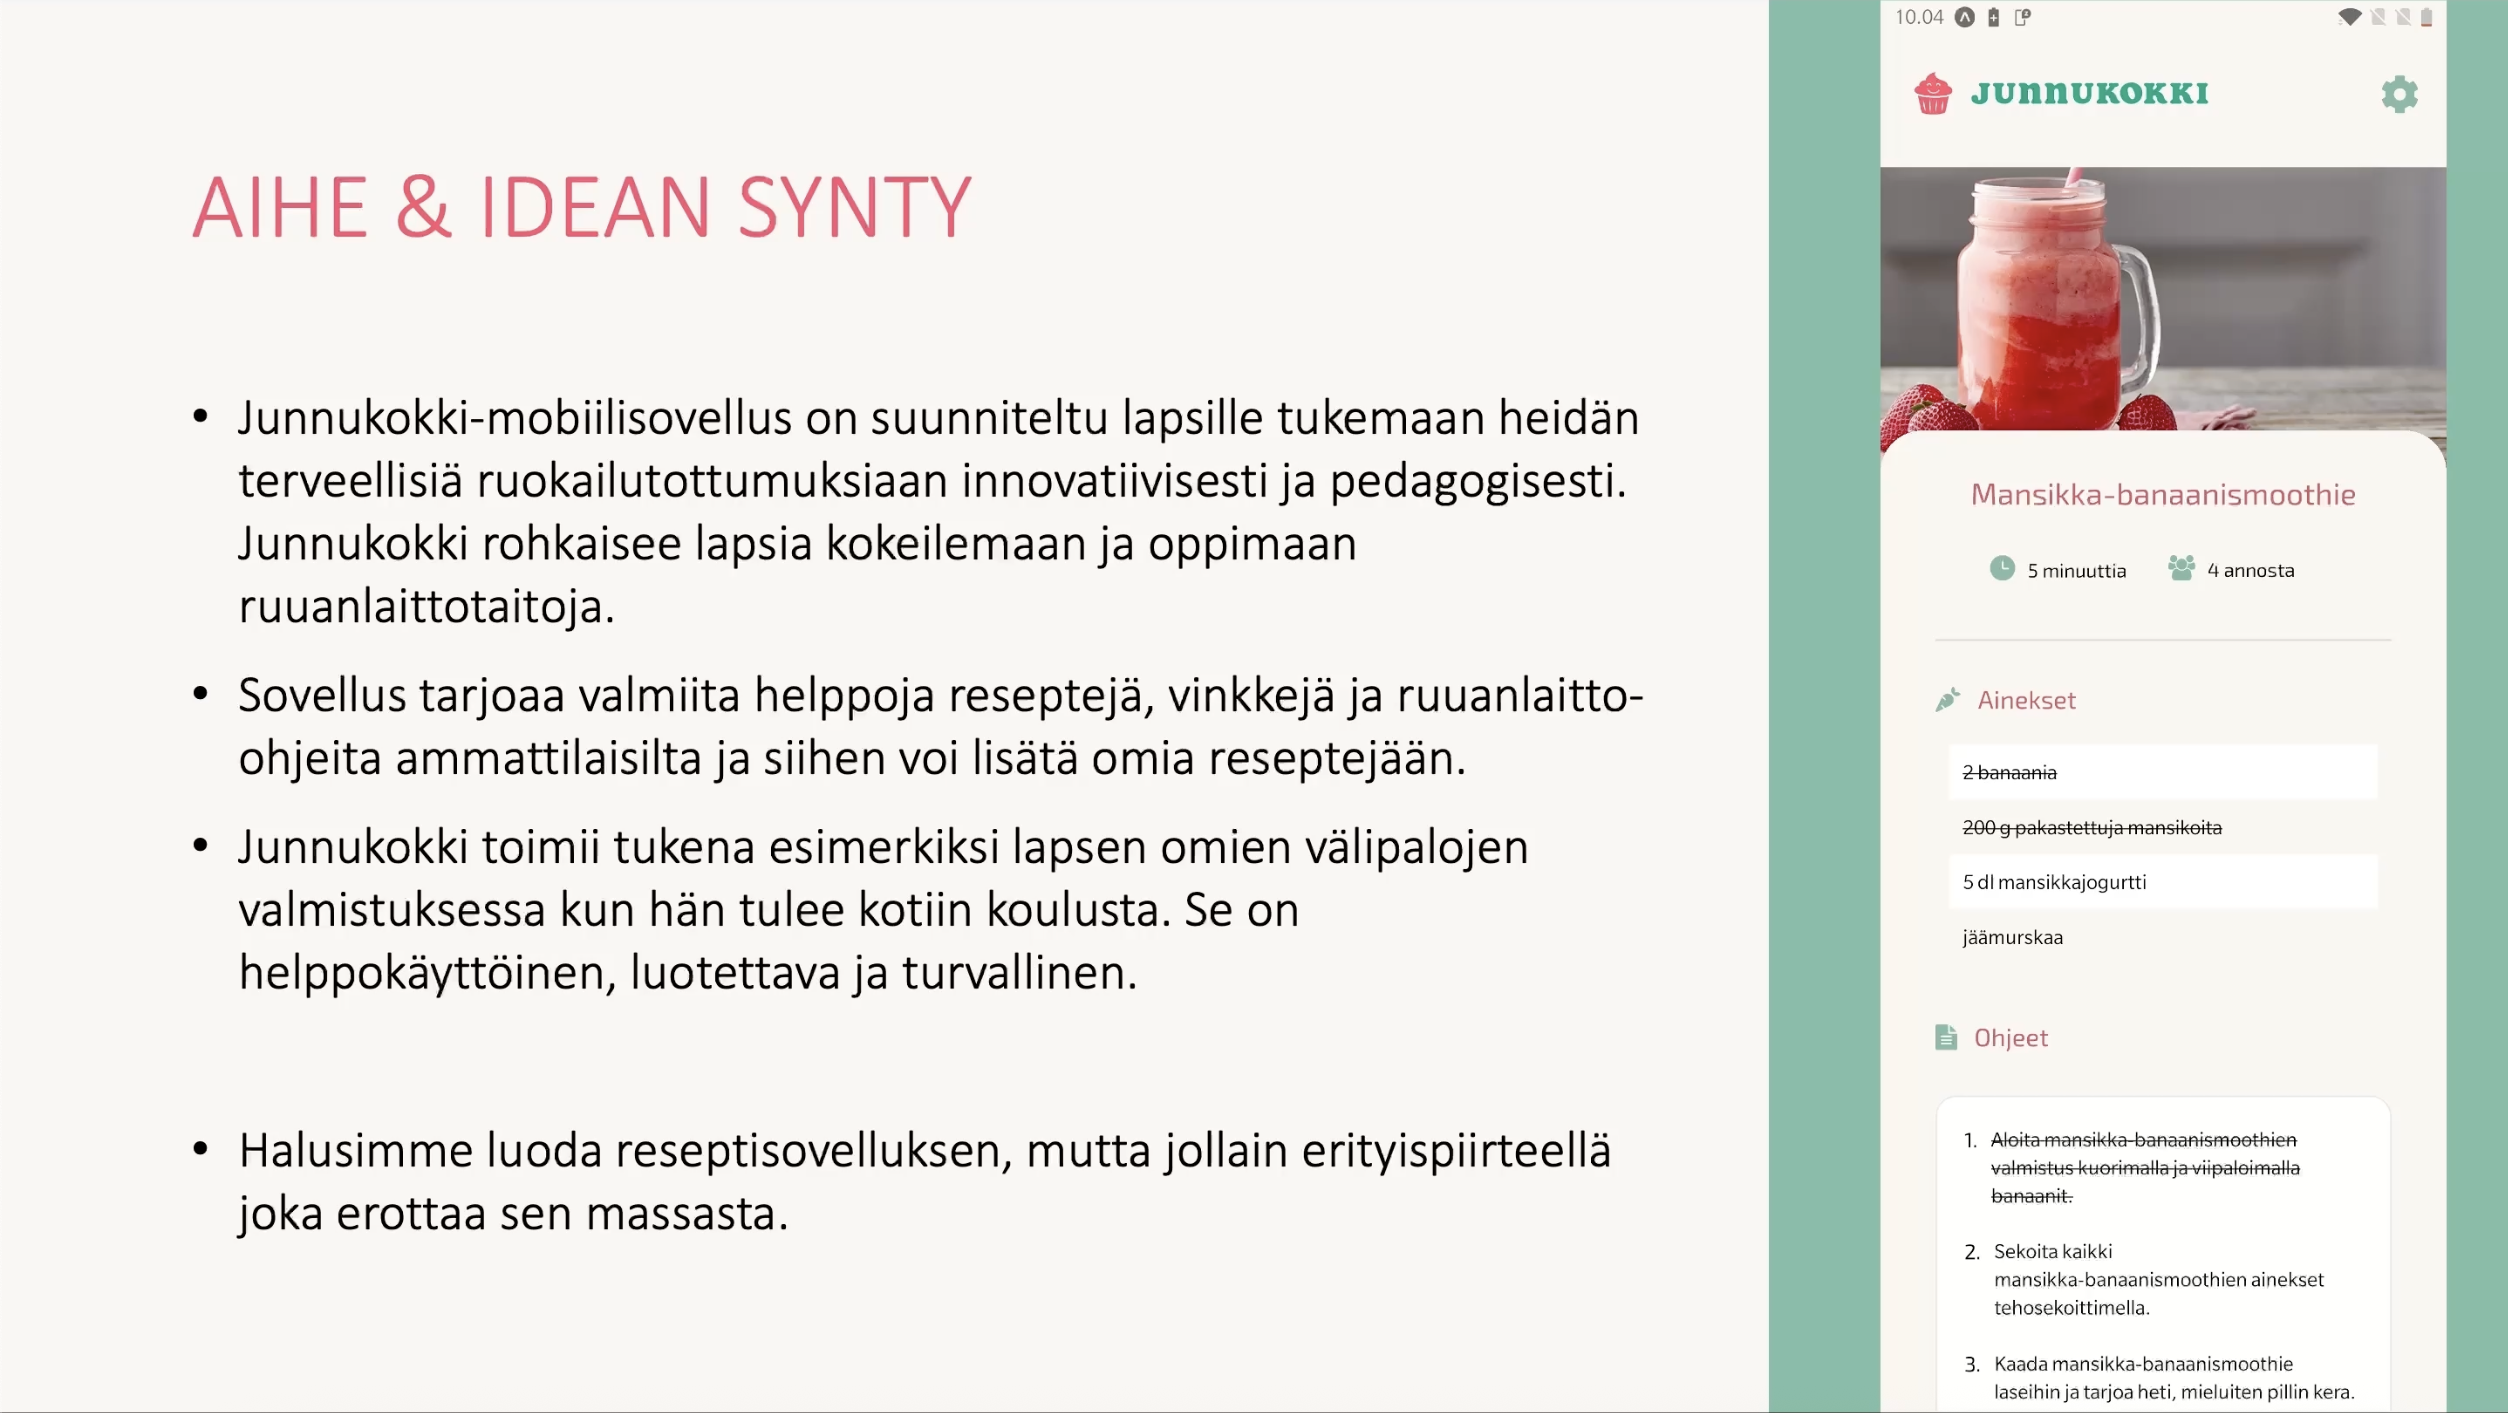 AIHE & IDEAN SYNTY
• Junnukokki-mobiilisovellus on suunniteltu lapsille tukemaan heidän
terveellisiä ruokailutottumuksiaan innovatiivisesti ja pedagogisesti.
Junnukokki rohkaisee lapsia kokeilemaan ja oppimaan
ruuanlaittotaitoja.
• Sovellus tarjoaa valmiita helppoja reseptejä, vinkkejä ja ruuanlaitto-
ohjeita ammattilaisilta ja siihen voi lisätä omia reseptejään.
• Junnukokki toimii tukena esimerkiksi lapsen omien välipalojen
valmistuksessa kun hän tulee kotiin koulusta. Se on
helppokäyttöinen, luotettava ja turvallinen.
• Halusimme luoda reseptisovelluksen, mutta jollain erityispiirteellä
joka erottaa sen massasta.
10.04
JUNNUKOKKI
Mansikka-banaanismoothie
5 minuuttia 4 annosta
Ainekset
2 banaania
200 g pakastettuja mansikoita
5 dl mansikkajogurtti
jäämurskaa
Ohjeet
1. Aloita mansikka-banaanismoothien
valmistus kuorimalla ja viipaloimalla
banaanit.
2. Sekoita kaikki
mansikka-banaanismoothien ainekset
tehosekoittimella.
3. Kaada mansikka-banaanismoothie
laseihin ja tarjoa heti, mieluiten pillin kera.